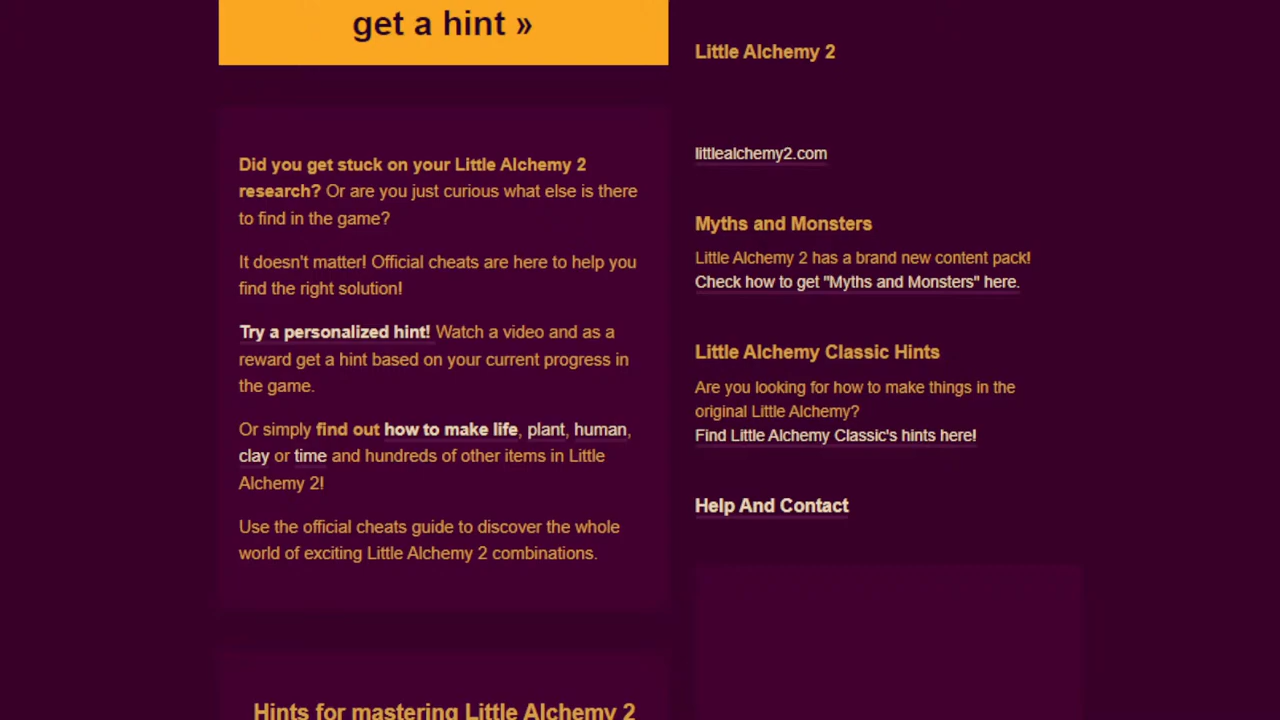 get a hint »
Did you get stuck on your Little Alchemy 2
research? Or are you just curious what else is there
to find in the game?
It doesn't matter! Official cheats are here to help you
find the right solution!
Try a personalized hint! Watch a video and as a
reward get a hint based on your current progress in
the game.
Or simply find out how to make life, plant, human,
clay or time and hundreds of other items in Little
Alchemy 2!
Use the official cheats guide to discover the whole
world of exciting Little Alchemy 2 combinations.
Hints for mastering Little Alchemy 2
Little Alchemy 2
littlealchemy2.com
Myths and Monsters
Little Alchemy 2 has a brand new content pack!
Check how to get "Myths and Monsters" here.
Little Alchemy Classic Hints
Are you looking for how to make things in the
original Little Alchemy?
Find Little Alchemy Classic's hints here!
Help And Contact